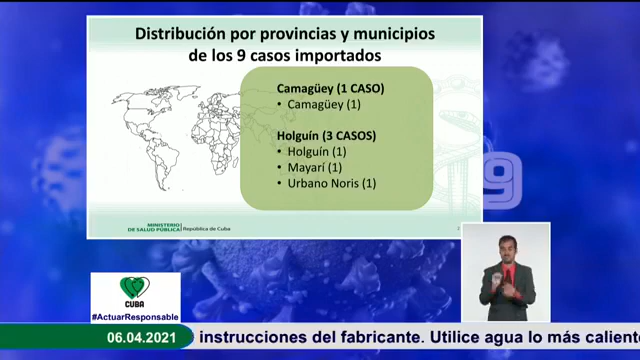 Distribución por provincias y municipios
de los 9 casos importados
Camagüey (1 CASO)
• Camagüey (1)
Holguín (3 CASOS)
• Holguín (1)
• Mayarí (1)
• Urbano Noris (1)
MINISTERIO
DE SALUD PÚBLICA
República de Cuba
9
CUBA
#ActuarResponsable
06.04.2021
instrucciones del fabricante. Utilice agua lo más caliente